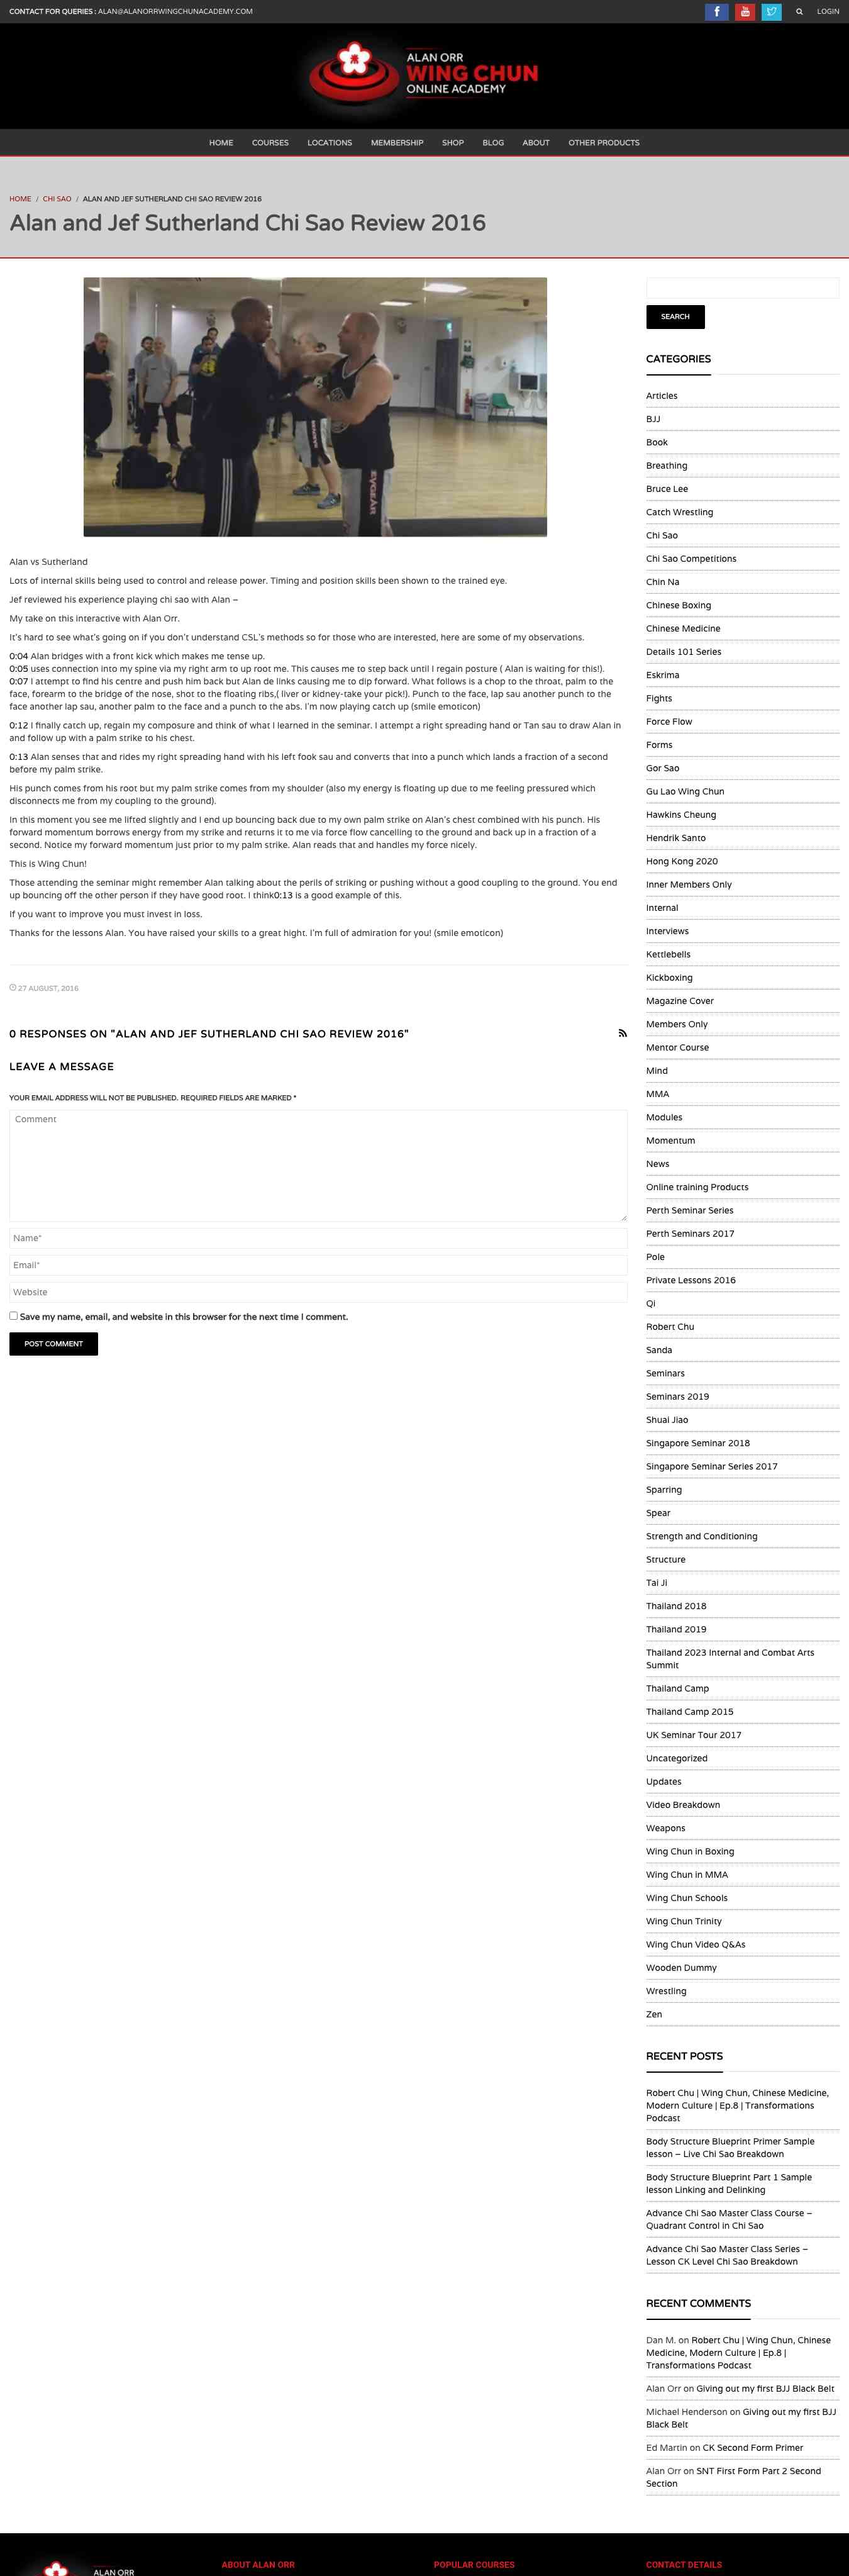 CONTACT FOR QUERIES : ALAN@ALANORRWINGCHUNACADEMY.COM
LOGIN
ALAN ORR
WING CHUN
ONLINE ACADEMY
HOME COURSES LOCATIONS MEMBERSHIP SHOP BLOG ABOUT OTHER PRODUCTS
HOME / CHI SAO / ALAN AND JEF SUTHERLAND CHI SAO REVIEW 2016
Alan and Jef Sutherland Chi Sao Review 2016
EVGEAR
Alan vs Sutherland
Lots of internal skills being used to control and release power. Timing and position skills been shown to the trained eye.
Jef reviewed his experience playing chi sao with Alan –
My take on this interactive with Alan Orr.
It's hard to see what's going on if you don't understand CSL's methods so for those who are interested, here are some of my observations.
0:04 Alan bridges with a front kick which makes me tense up.
0:05 uses connection into my spine via my right arm to up root me. This causes me to step back until I regain posture ( Alan is waiting for this!).
0:07 I attempt to find his centre and push him back but Alan de links causing me to dip forward. What follows is a chop to the throat, palm to the
face, forearm to the bridge of the nose, shot to the floating ribs,( liver or kidney-take your pick!). Punch to the face, lap sau another punch to the
face another lap sau, another palm to the face and a punch to the abs. I'm now playing catch up (smile emoticon)
0:12 I finally catch up, regain my composure and think of what I learned in the seminar. I attempt a right spreading hand or Tan sau to draw Alan in
and follow up with a palm strike to his chest.
0:13 Alan senses that and rides my right spreading hand with his left fook sau and converts that into a punch which lands a fraction of a second
before my palm strike.
His punch comes from his root but my palm strike comes from my shoulder (also my energy is floating up due to me feeling pressured which
disconnects me from my coupling to the ground).
In this moment you see me lifted slightly and I end up bouncing back due to my own palm strike on Alan's chest combined with his punch. His
forward momentum borrows energy from my strike and returns it to me via force flow cancelling to the ground and back up in a fraction of a
second. Notice my forward momentum just prior to my palm strike. Alan reads that and handles my force nicely.
This is Wing Chun!
Those attending the seminar might remember Alan talking about the perils of striking or pushing without a good coupling to the ground. You end
up bouncing off the other person if they have good root. I think0:13 is a good example of this.
If you want to improve you must invest in loss.
Thanks for the lessons Alan. You have raised your skills to a great hight. I'm full of admiration for you! (smile emoticon)
27 AUGUST, 2016
0 RESPONSES ON "ALAN AND JEF SUTHERLAND CHI SAO REVIEW 2016"
LEAVE A MESSAGE
YOUR EMAIL ADDRESS WILL NOT BE PUBLISHED. REQUIRED FIELDS ARE MARKED *
Comment
Name*
Email*
Website
Save my name, email, and website in this browser for the next time I comment.
POST COMMENT
SEARCH
CATEGORIES
Articles
BJJ
Book
Breathing
Bruce Lee
Catch Wrestling
Chi Sao
Chi Sao Competitions
Chin Na
Chinese Boxing
Chinese Medicine
Details 101 Series
Eskrima
Fights
Force Flow
Forms
Gor Sao
Gu Lao Wing Chun
Hawkins Cheung
Hendrik Santo
Hong Kong 2020
Inner Members Only
Internal
Interviews
Kettlebells
Kickboxing
Magazine Cover
Members Only
Mentor Course
Mind
MMA
Modules
Momentum
News
Online training Products
Perth Seminar Series
Perth Seminars 2017
Pole
Private Lessons 2016
Qi
Robert Chu
Sanda
Seminars
Seminars 2019
Shuai Jiao
Singapore Seminar 2018
Singapore Seminar Series 2017
Sparring
Spear
Strength and Conditioning
Structure
Tai Ji
Thailand 2018
Thailand 2019
Thailand 2023 Internal and Combat Arts
Summit
Thailand Camp
Thailand Camp 2015
UK Seminar Tour 2017
Uncategorized
Updates
Video Breakdown
Weapons
Wing Chun in Boxing
Wing Chun in MMA
Wing Chun Schools
Wing Chun Trinity
Wing Chun Video Q&As
Wooden Dummy
Wrestling
Zen
RECENT POSTS
Robert Chu | Wing Chun, Chinese Medicine,
Modern Culture | Ep.8 | Transformations
Podcast
Body Structure Blueprint Primer Sample
lesson – Live Chi Sao Breakdown
Body Structure Blueprint Part 1 Sample
lesson Linking and Delinking
Advance Chi Sao Master Class Course –
Quadrant Control in Chi Sao
Advance Chi Sao Master Class Series –
Lesson CK Level Chi Sao Breakdown
RECENT COMMENTS
Dan M. on Robert Chu | Wing Chun, Chinese
Medicine, Modern Culture | Ep.8 |
Transformations Podcast
Alan Orr on Giving out my first BJJ Black Belt
Michael Henderson on Giving out my first BJJ
Black Belt
Ed Martin on CK Second Form Primer
Alan Orr on SNT First Form Part 2 Second
Section
ALAN ORR
ABOUT ALAN ORR
POPULAR COURSES
CONTACT DETAILS